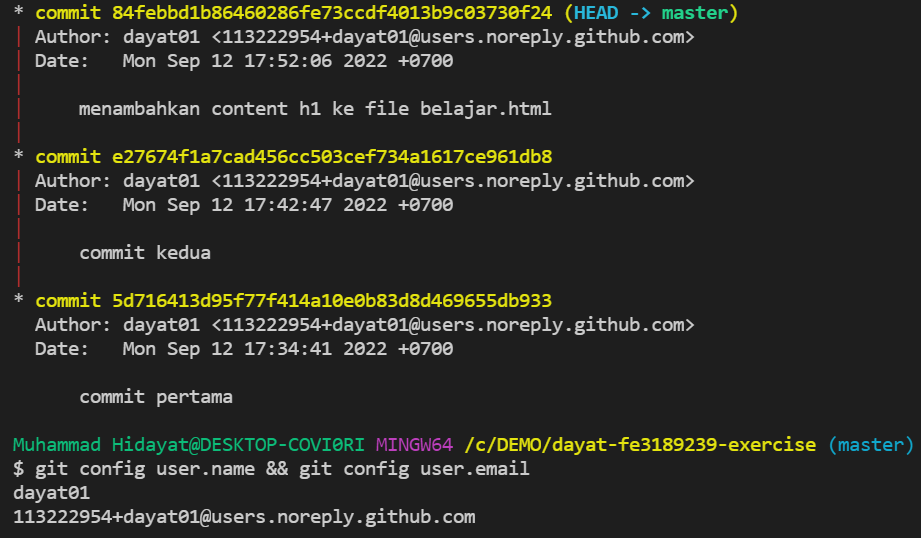 * commit 84febbd1b86460286fe73ccdf4013b9c03730f24 (HEAD -> master)
| Author: dayat01 <113222954+dayat01@users.noreply.github.com>
| Date:   Mon Sep 12 17:52:06 2022 +0700
|
|     menambahkan content h1 ke file belajar.html
|
* commit e27674f1a7cad456cc503cef734a1617ce961db8
| Author: dayat01 <113222954+dayat01@users.noreply.github.com>
| Date:   Mon Sep 12 17:42:47 2022 +0700
|
|     commit kedua
|
* commit 5d716413d95f77f414a10e0b83d8d469655db933
  Author: dayat01 <113222954+dayat01@users.noreply.github.com>
  Date:   Mon Sep 12 17:34:41 2022 +0700

      commit pertama

Muhammad Hidayat@DESKTOP-COVI0RI MINGW64 /c/DEMO/dayat-fe3189239-exercise (master)
$ git config user.name && git config user.email
dayat01
113222954+dayat01@users.noreply.github.com